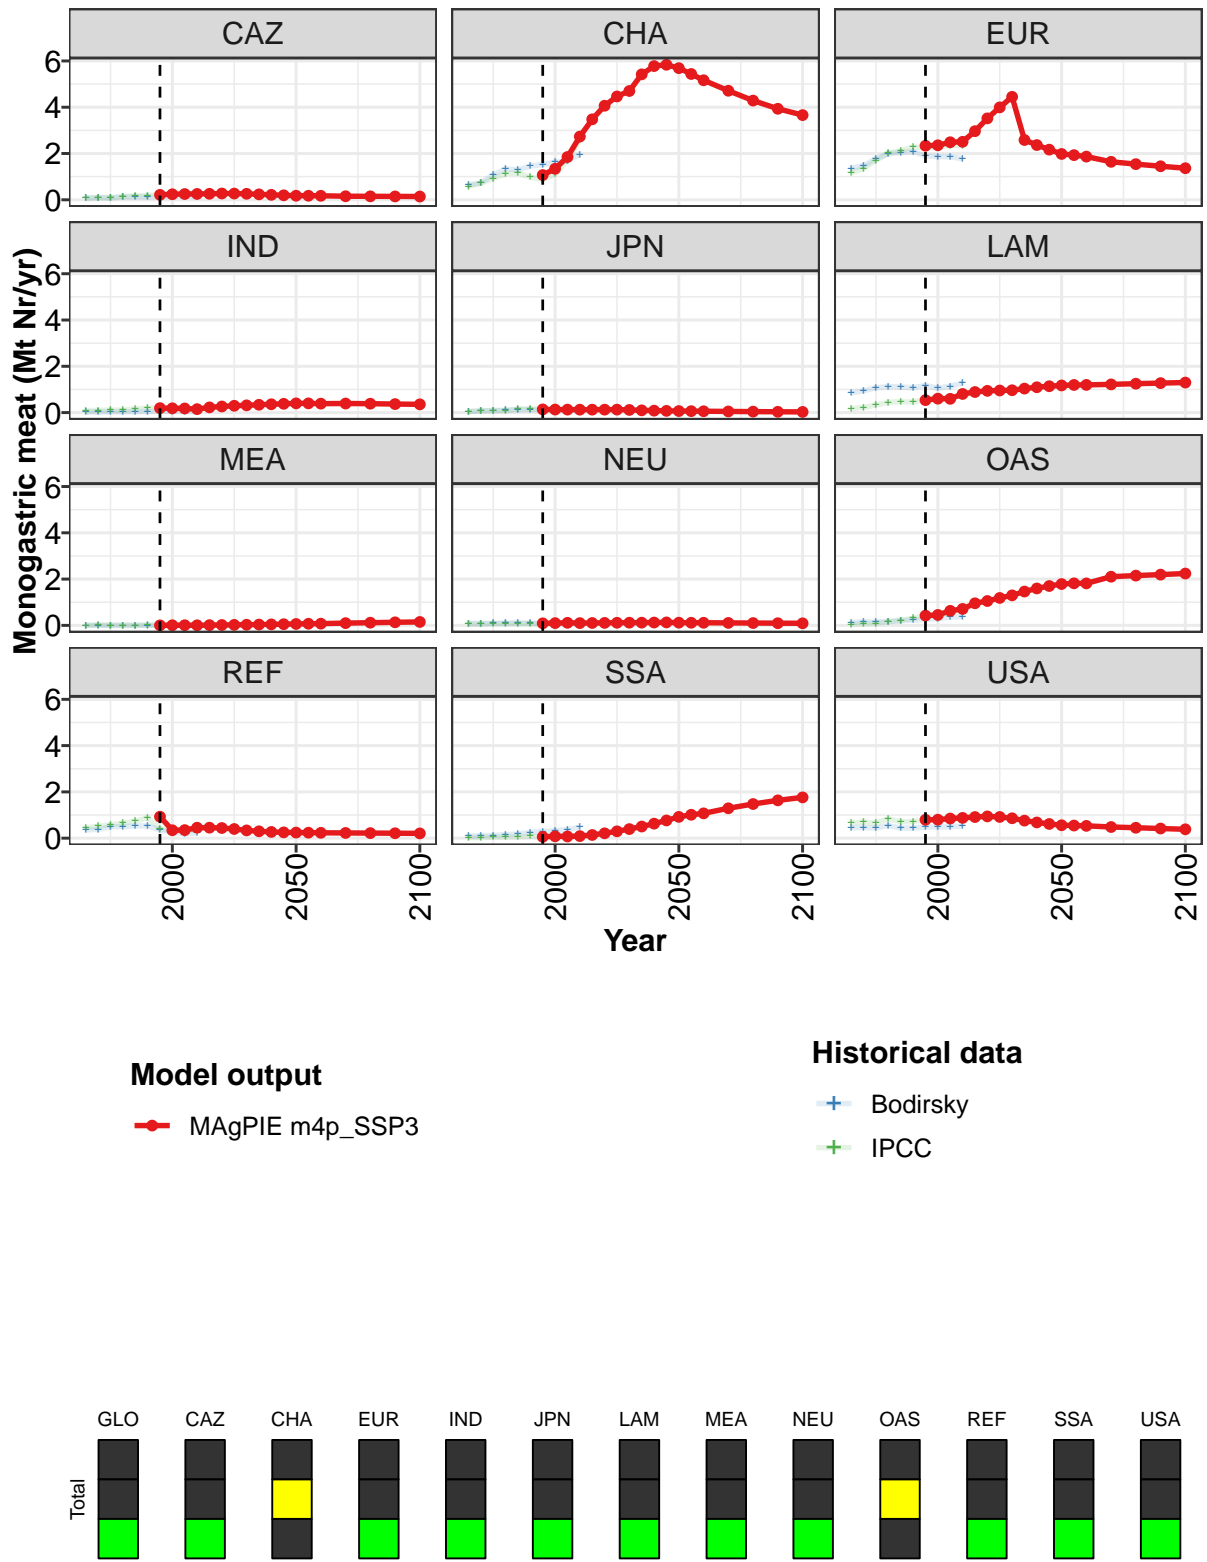 CAZ CHA EUR
6
4
2
0
IND JPN LAM
6
4
2
0
MEA NEU OAS
6
4
2
0
REF SSA USA
6
4
2
0
Monogastric meat (Mt Nr/yr)
2000 2050 2100 2000 2050 2100 2000 2050 2100
Year
Model output
MAgPIE m4p_SSP3
Historical data
Bodirsky
IPCC
GLO CAZ CHA EUR IND JPN LAM MEA NEU OAS REF SSA USA
Total